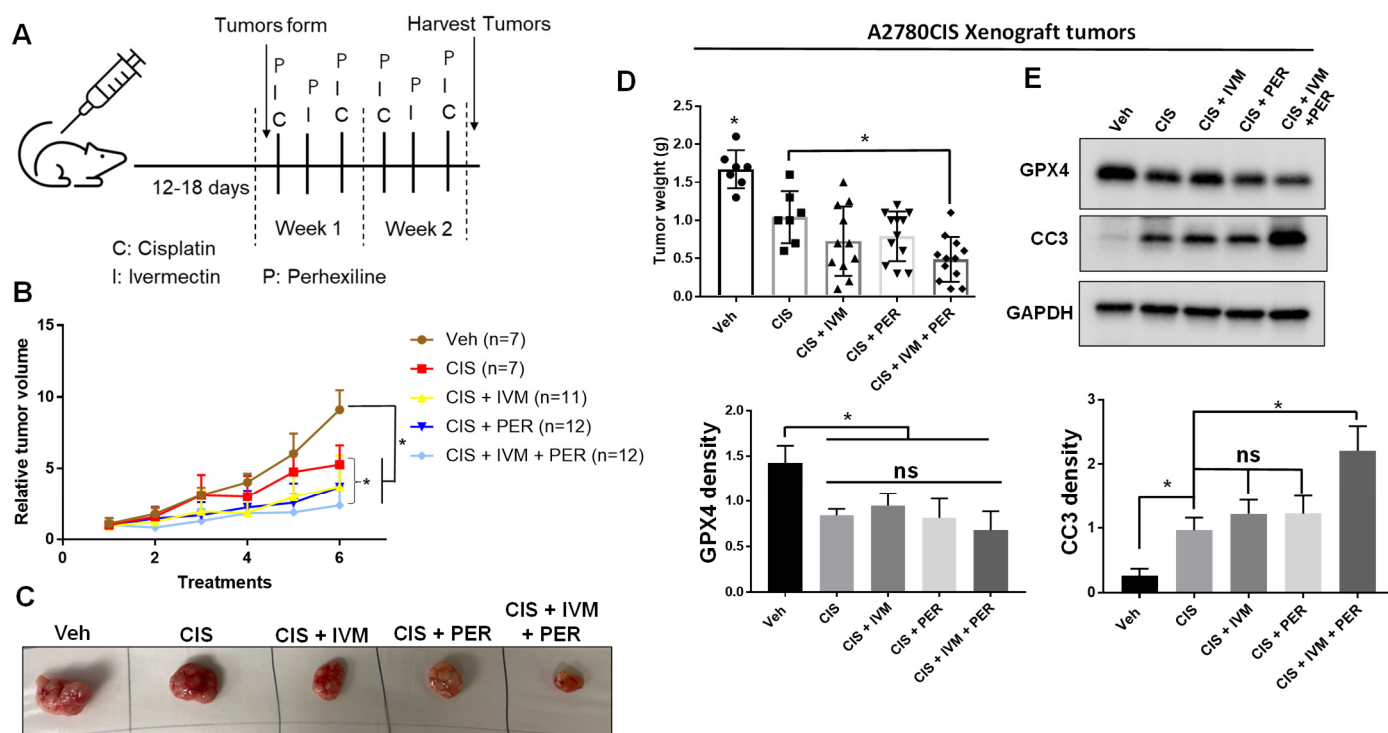 A2780CIS Xenograft tumors
A
Tumors form
Harvest Tumors
P P P P P P
I I I I I I
C C C C
12-18 days
Week 1
Week 2
C: Cisplatin
I: Ivermectin
P: Perhexiline
B
15
10
5
0
0
2
4
6
Relative tumor volume
Treatments
Veh (n=7)
CIS (n=7)
CIS + IVM (n=11)
CIS + PER (n=12)
CIS + IVM + PER (n=12)
*
*
C
Veh
CIS
CIS + IVM
CIS + PER
CIS + IVM
+ PER
D
2.5
2.0
1.5
1.0
0.5
0.0
Tumor weight (g)
*
*
Veh
CIS
CIS + IVM
CIS + PER
CIS + IVM + PER
E
Veh
CIS
CIS + IVM
CIS + PER
CIS + IVM
+PER
GPX4
CC3
GAPDH
2.0
1.5
1.0
0.5
0.0
GPX4 density
*
ns
Veh
CIS
CIS + IVM
CIS + PER
CIS + IVM + PER
3
2
1
0
CC3 density
*
*
ns
Veh
CIS
CIS + IVM
CIS + PER
CIS + IVM + PER